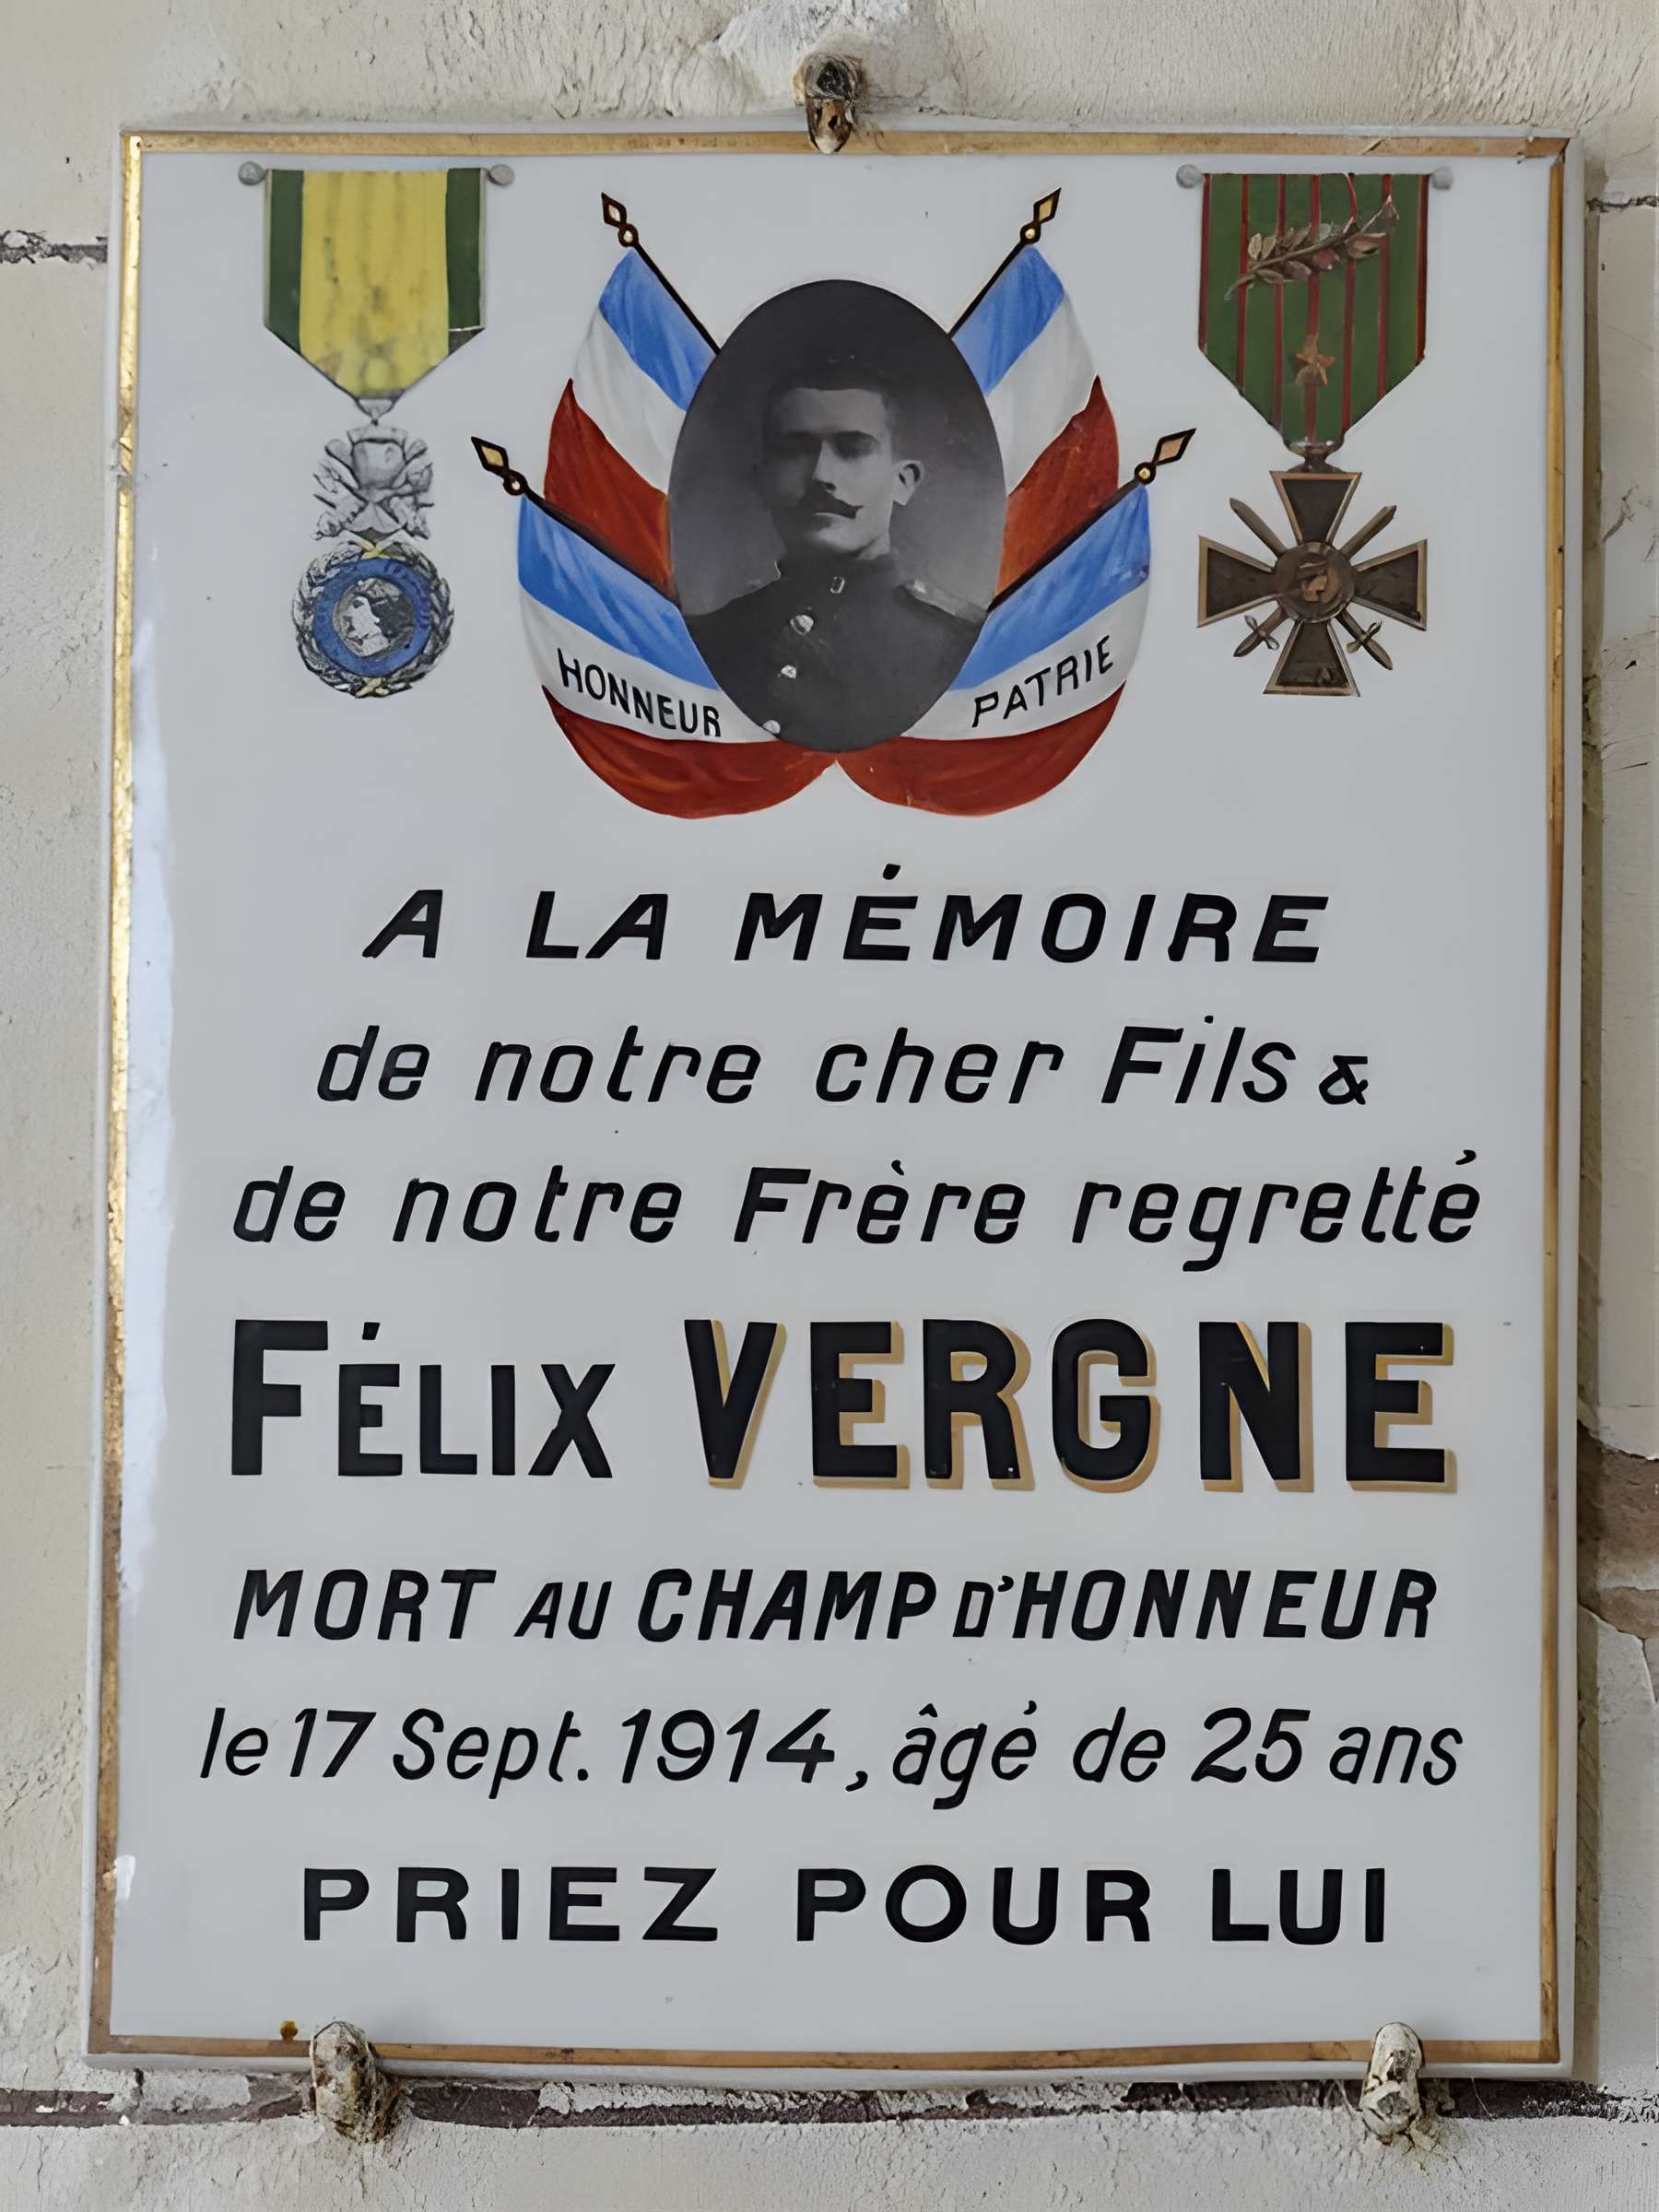 HONNEUR
PATRIE
A LA MÉMOIRE
de notre cher Fils &
de notre Frère regretté
FÉLIX VERGNE
MORT AU CHAMP D'HONNEUR
le 17 Sept. 1914, âgé de 25 ans
PRIEZ POUR LUI